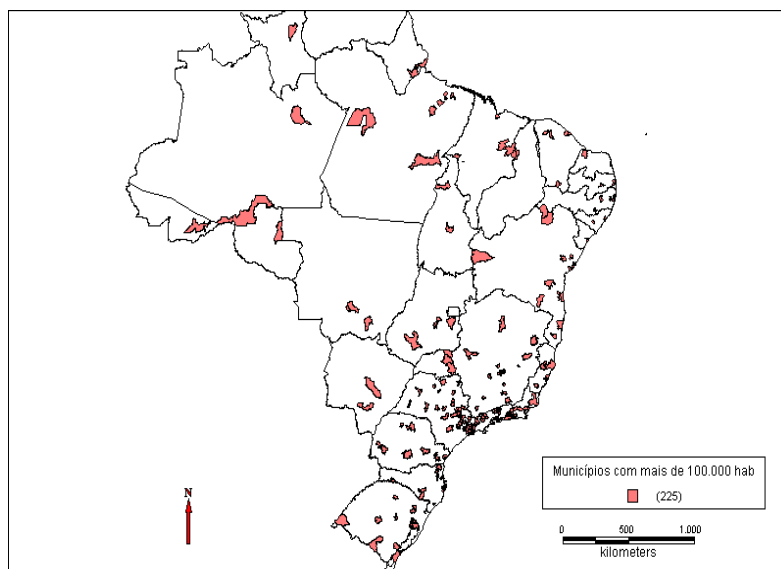 N
Municípios com mais de 100.000 hab
(225)
0 500 1.000
kilometers